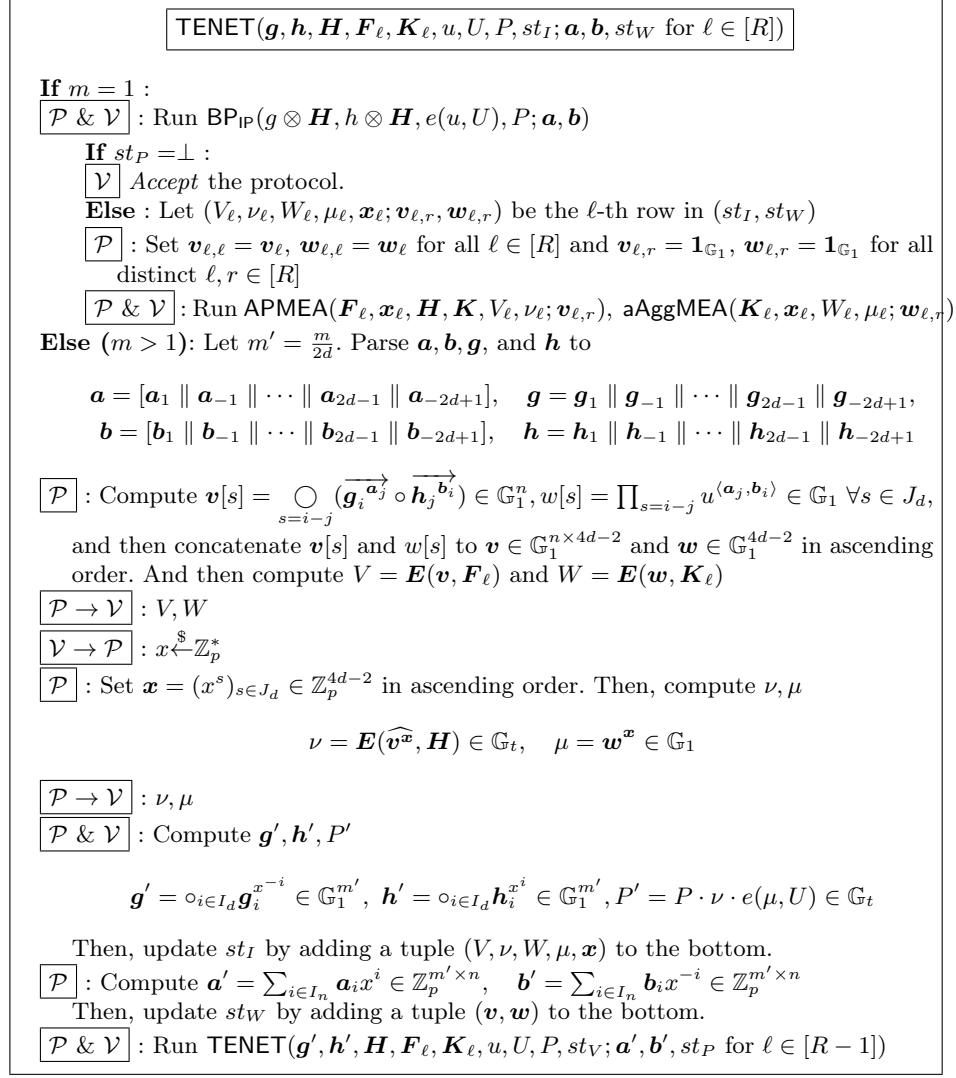 TENET(g, h, H, F_ℓ, K_ℓ, u, U, P, st_I; a, b, st_W for ℓ ∈ [R])
If m = 1 :
P & V : Run BP_IP(g ⊗ H, h ⊗ H, e(u, U), P; a, b)
If st_P =⊥ :
V Accept the protocol.
Else : Let (V_ℓ, ν_ℓ, W_ℓ, μ_ℓ, x_ℓ; v_{ℓ,r}, w_{ℓ,r}) be the ℓ-th row in (st_I, st_W)
P : Set v_{ℓ,ℓ} = v_ℓ, w_{ℓ,ℓ} = w_ℓ for all ℓ ∈ [R] and v_{ℓ,r} = 1_{𝔾_1}, w_{ℓ,r} = 1_{𝔾_1} for all
distinct ℓ, r ∈ [R]
P & V : Run APMEA(F_ℓ, x_ℓ, H, K, V_ℓ, ν_ℓ; v_{ℓ,r}), aAggMEA(K_ℓ, x_ℓ, W_ℓ, μ_ℓ; w_{ℓ,r})
Else (m > 1): Let m′ = m/2d. Parse a, b, g, and h to
a = [a_1 ∥ a_{−1} ∥ ··· ∥ a_{2d−1} ∥ a_{−2d+1}], g = g_1 ∥ g_{−1} ∥ ··· ∥ g_{2d−1} ∥ g_{−2d+1},
b = [b_1 ∥ b_{−1} ∥ ··· ∥ b_{2d−1} ∥ b_{−2d+1}], h = h_1 ∥ h_{−1} ∥ ··· ∥ h_{2d−1} ∥ h_{−2d+1}
P : Compute v[s] = ◯_{s=i−j} (\overrightarrow{g_i^{a_j}} ∘ \overrightarrow{h_j^{b_i}}) ∈ 𝔾_1^n, w[s] = ∏_{s=i−j} u^{⟨a_j,b_i⟩} ∈ 𝔾_1 ∀s ∈ J_d,
and then concatenate v[s] and w[s] to v ∈ 𝔾_1^{n×4d−2} and w ∈ 𝔾_1^{4d−2} in ascending
order. And then compute V = E(v, F_ℓ) and W = E(w, K_ℓ)
P → V : V, W
V → P : x \xleftarrow{$} ℤ_p^*
P : Set x = (x^s)_{s∈J_d} ∈ ℤ_p^{4d−2} in ascending order. Then, compute ν, μ
ν = E(\widehat{v^x}, H) ∈ 𝔾_t, μ = w^x ∈ 𝔾_1
P → V : ν, μ
P & V : Compute g′, h′, P′
g′ = ∘_{i∈I_d} g_i^{x^{−i}} ∈ 𝔾_1^{m′}, h′ = ∘_{i∈I_d} h_i^{x^i} ∈ 𝔾_1^{m′}, P′ = P · ν · e(μ, U) ∈ 𝔾_t
Then, update st_I by adding a tuple (V, ν, W, μ, x) to the bottom.
P : Compute a′ = ∑_{i∈I_n} a_i x^i ∈ ℤ_p^{m′×n}, b′ = ∑_{i∈I_n} b_i x^{−i} ∈ ℤ_p^{m′×n}
Then, update st_W by adding a tuple (v, w) to the bottom.
P & V : Run TENET(g′, h′, H, F_ℓ, K_ℓ, u, U, P, st_V; a′, b′, st_P for ℓ ∈ [R − 1])